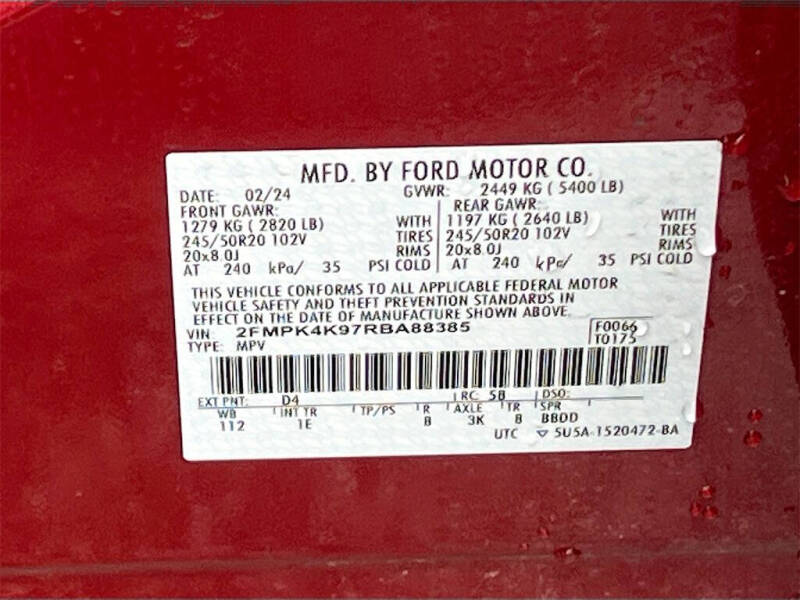 MFD. BY FORD MOTOR CO.
DATE: 02/24 GVWR: 2449 KG ( 5400 LB)
FRONT GAWR: REAR GAWR:
1279 KG ( 2820 LB) WITH 1197 KG ( 2640 LB) WITH
245/50R20 102V TIRES 245/50R20 102V TIRES
20x8.0J RIMS 20x8.0J RIMS
AT 240 kPa/ 35 PSI COLD AT 240 kPa/ 35 PSI COLD
THIS VEHICLE CONFORMS TO ALL APPLICABLE FEDERAL MOTOR
VEHICLE SAFETY AND THEFT PREVENTION STANDARDS IN
EFFECT ON THE DATE OF MANUFACTURE SHOWN ABOVE.
VIN: 2FMPK4K97RBA88385 F0066
TYPE: MPV T0175
EXT PNT: D4 RC: 58 DSO:
WB INT TR TP/PS R AXLE TR SPR
112 1E B 3K 8 BBDD
UTC ▽ 5U5A-1520472-BA